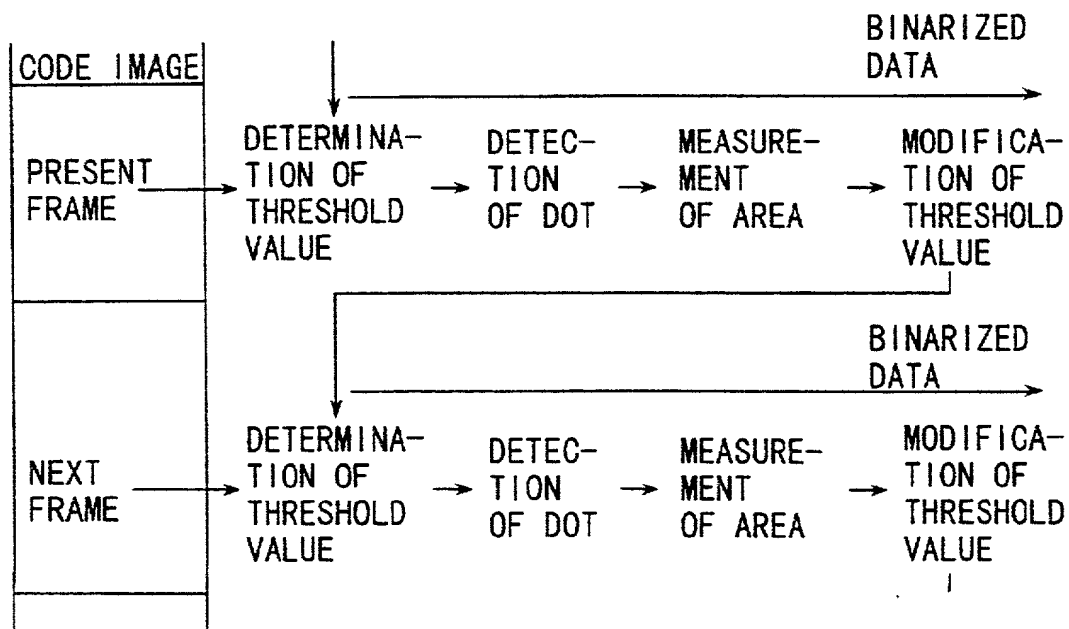 BINARIZED
DATA
CODE IMAGE
PRESENT
FRAME
DETERMINA-
TION OF
THRESHOLD
VALUE
DETEC-
TION
OF DOT
MEASURE-
MENT
OF AREA
MODIFICA-
TION OF
THRESHOLD
VALUE
BINARIZED
DATA
NEXT
FRAME
DETERMINA-
TION OF
THRESHOLD
VALUE
DETEC-
TION
OF DOT
MEASURE-
MENT
OF AREA
MODIFICA-
TION OF
THRESHOLD
VALUE